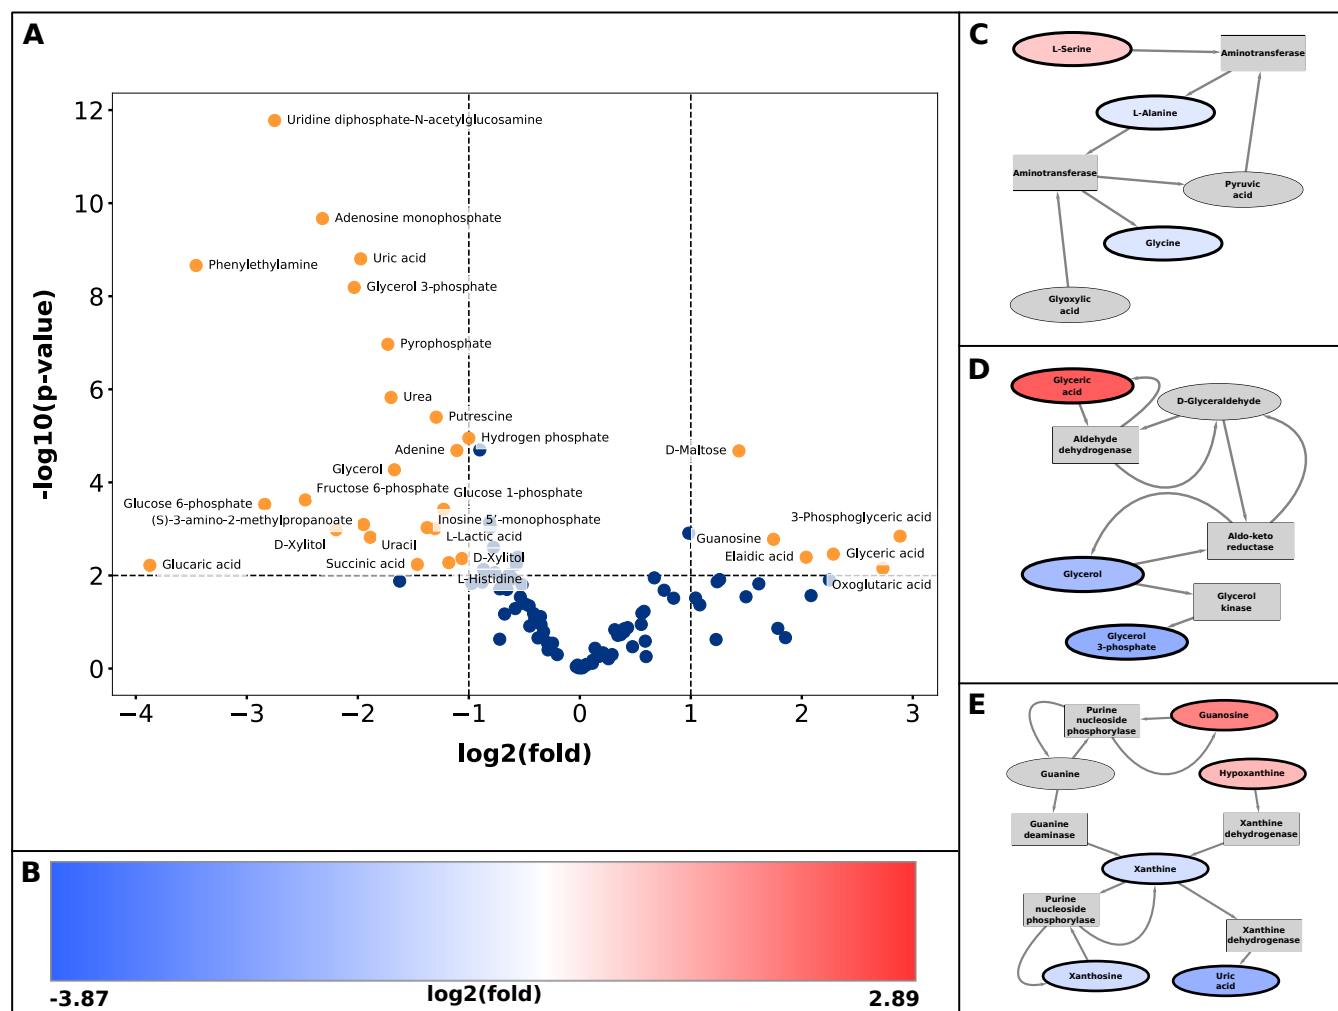 A
12
10
8
6
4
2
0
-log10(p-value)
Uridine diphosphate-N-acetylglucosamine
Adenosine monophosphate
Uric acid
Phenylethylamine
Glycerol 3-phosphate
Pyrophosphate
Urea
Putrescine
Hydrogen phosphate
Adenine
D-Maltose
Glycerol
Fructose 6-phosphate
Glucose 1-phosphate
Glucose 6-phosphate
(S)-3-amino-2-methylpropanoate
Inosine 5′-monophosphate
3-Phosphoglyceric acid
L-Lactic acid
D-Xylitol
Uracil
Guanosine
Elaidic acid
Glyceric acid
D-Xylitol
Glucaric acid
Succinic acid
L-Histidine
Oxoglutaric acid
−4
−3
−2
−1
0
1
2
3
log2(fold)
B
-3.87
log2(fold)
2.89
C
L-Serine
Aminotransferase
L-Alanine
Aminotransferase
Pyruvic
acid
Glycine
Glyoxylic
acid
D
Glyceric
acid
D-Glyceraldehyde
Aldehyde
dehydrogenase
Aldo-keto
reductase
Glycerol
Glycerol
kinase
Glycerol
3-phosphate
E
Purine
nucleoside
phosphorylase
Guanosine
Guanine
Hypoxanthine
Guanine
deaminase
Xanthine
dehydrogenase
Xanthine
Purine
nucleoside
phosphorylase
Xanthine
dehydrogenase
Xanthosine
Uric
acid